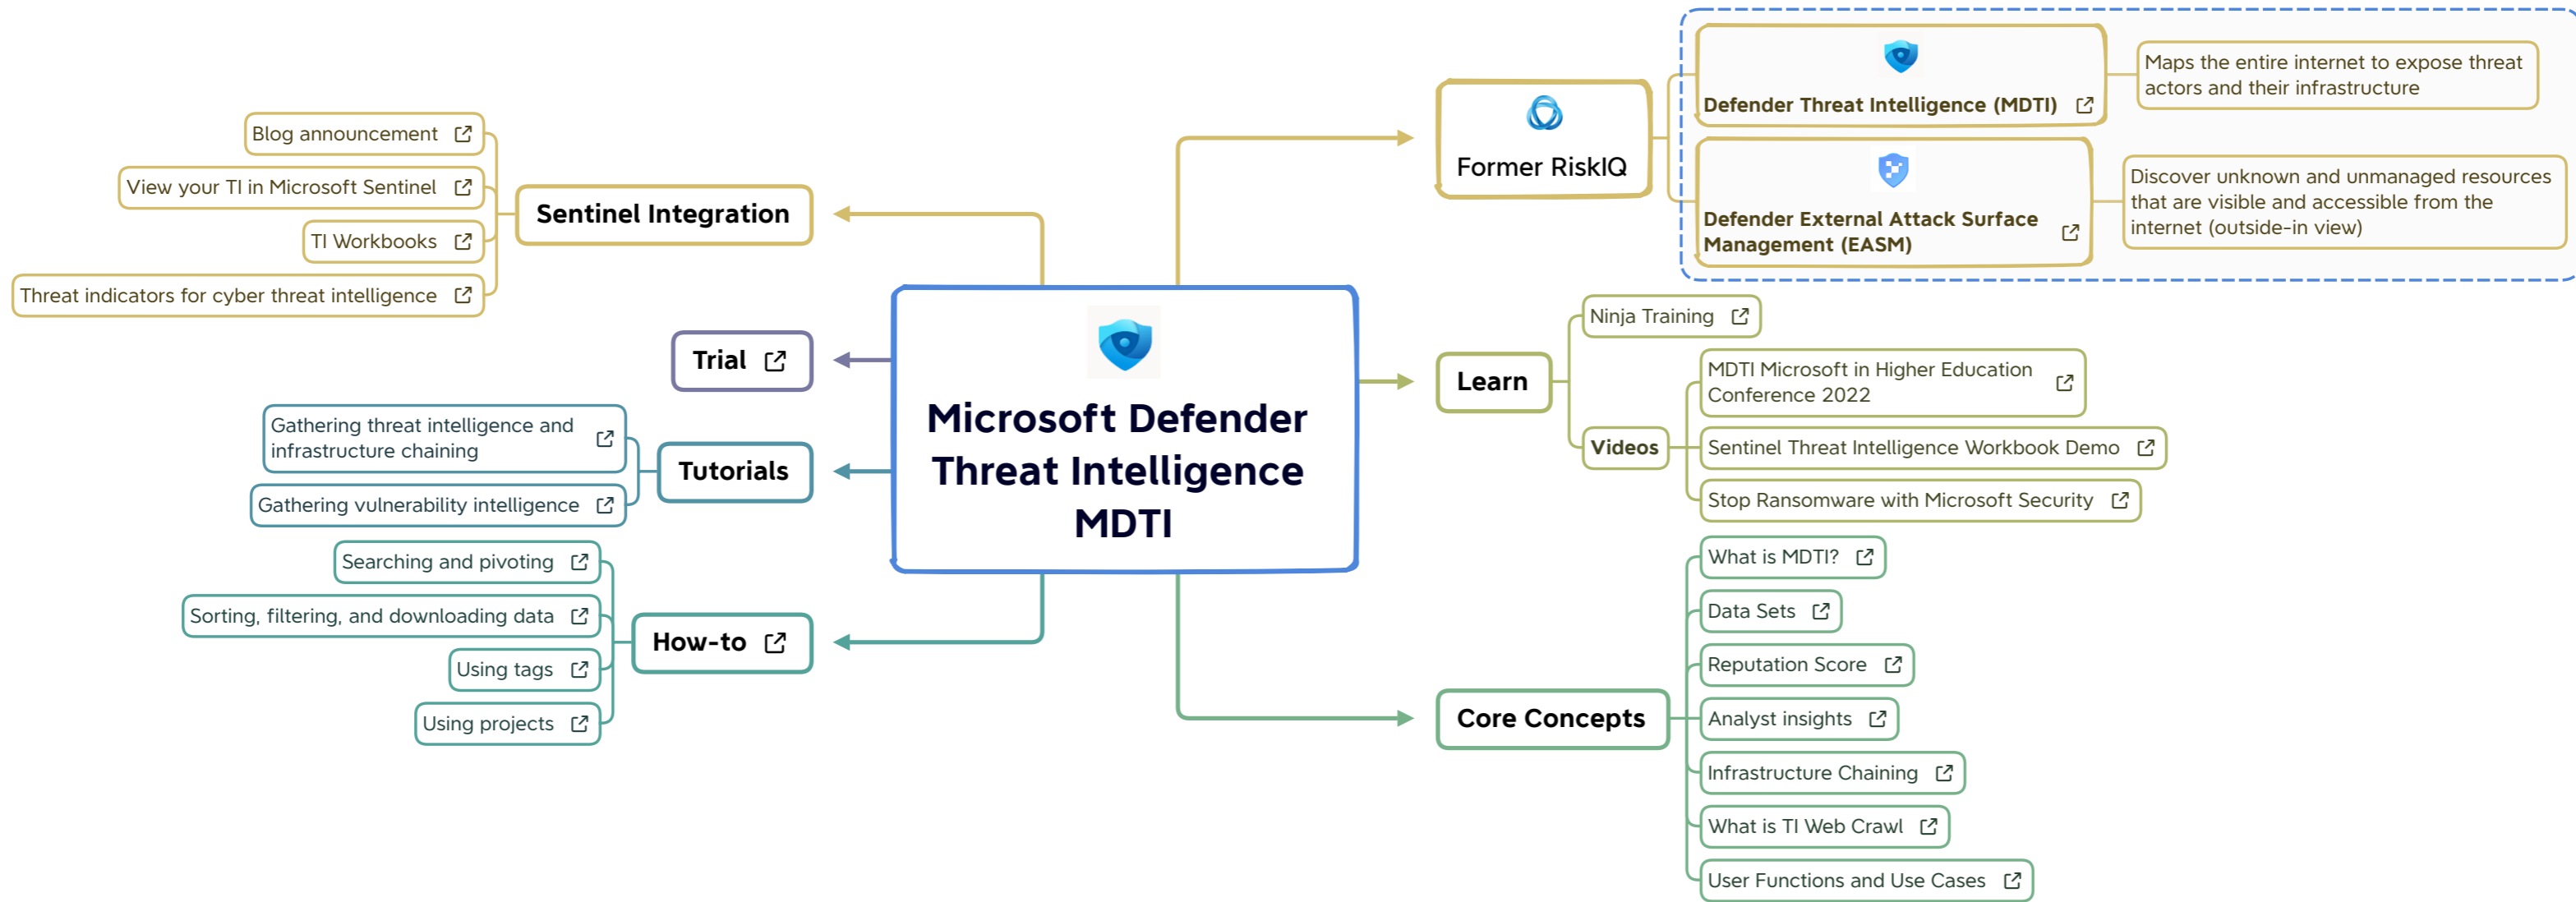 Microsoft Defender
Threat Intelligence
MDTI
Former RiskIQ
Defender Threat Intelligence (MDTI)
Maps the entire internet to expose threat
actors and their infrastructure
Defender External Attack Surface
Management (EASM)
Discover unknown and unmanaged resources
that are visible and accessible from the
internet (outside-in view)
Learn
Ninja Training
Videos
MDTI Microsoft in Higher Education
Conference 2022
Sentinel Threat Intelligence Workbook Demo
Stop Ransomware with Microsoft Security
Core Concepts
What is MDTI?
Data Sets
Reputation Score
Analyst insights
Infrastructure Chaining
What is TI Web Crawl
User Functions and Use Cases
Sentinel Integration
Blog announcement
View your TI in Microsoft Sentinel
TI Workbooks
Threat indicators for cyber threat intelligence
Trial
Tutorials
Gathering threat intelligence and
infrastructure chaining
Gathering vulnerability intelligence
How-to
Searching and pivoting
Sorting, filtering, and downloading data
Using tags
Using projects